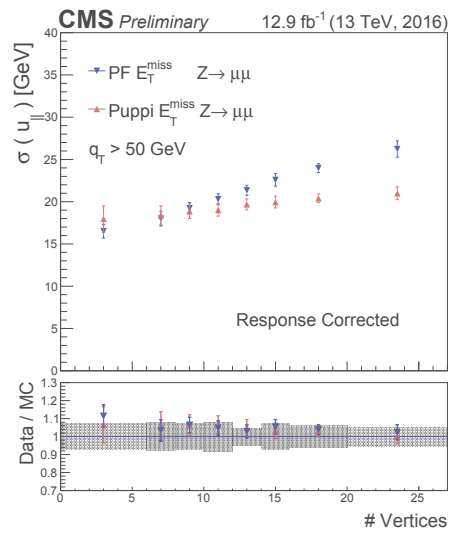 CMS Preliminary 12.9 fb⁻¹ (13 TeV, 2016)
σ ( u_∥ ) [GeV]
40
35
30
25
20
15
10
5
0
PF E_T^miss Z→ μμ
Puppi E_T^miss Z→ μμ
q_T > 50 GeV
Response Corrected
Data / MC
1.3
1.2
1.1
1
0.9
0.8
0.7
0 5 10 15 20 25
# Vertices